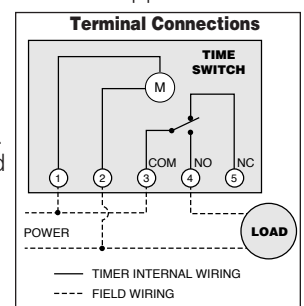 Terminal Connections
TIME
SWITCH
M
COM NO NC
1 2 3 4 5
POWER
LOAD
TIMER INTERNAL WIRING
FIELD WIRING